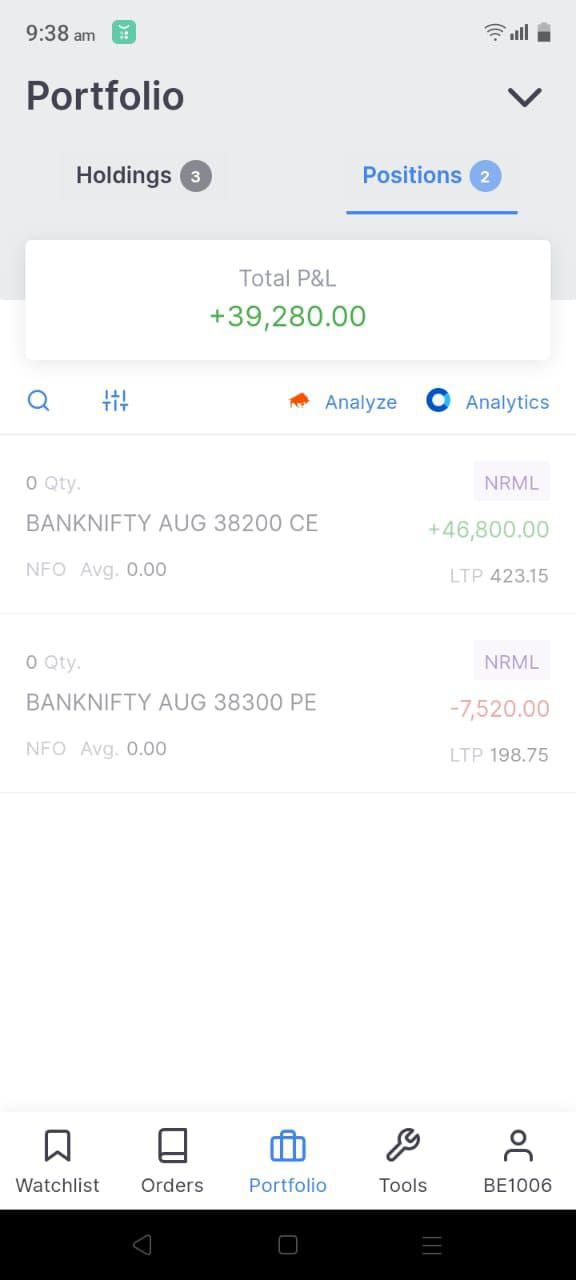 9:38 am
Portfolio
Holdings 3
Positions 2
Total P&L
+39,280.00
Analyze
Analytics
0 Qty.
NRML
BANKNIFTY AUG 38200 CE
+46,800.00
NFO Avg. 0.00
LTP 423.15
0 Qty.
NRML
BANKNIFTY AUG 38300 PE
-7,520.00
NFO Avg. 0.00
LTP 198.75
Watchlist
Orders
Portfolio
Tools
BE1006